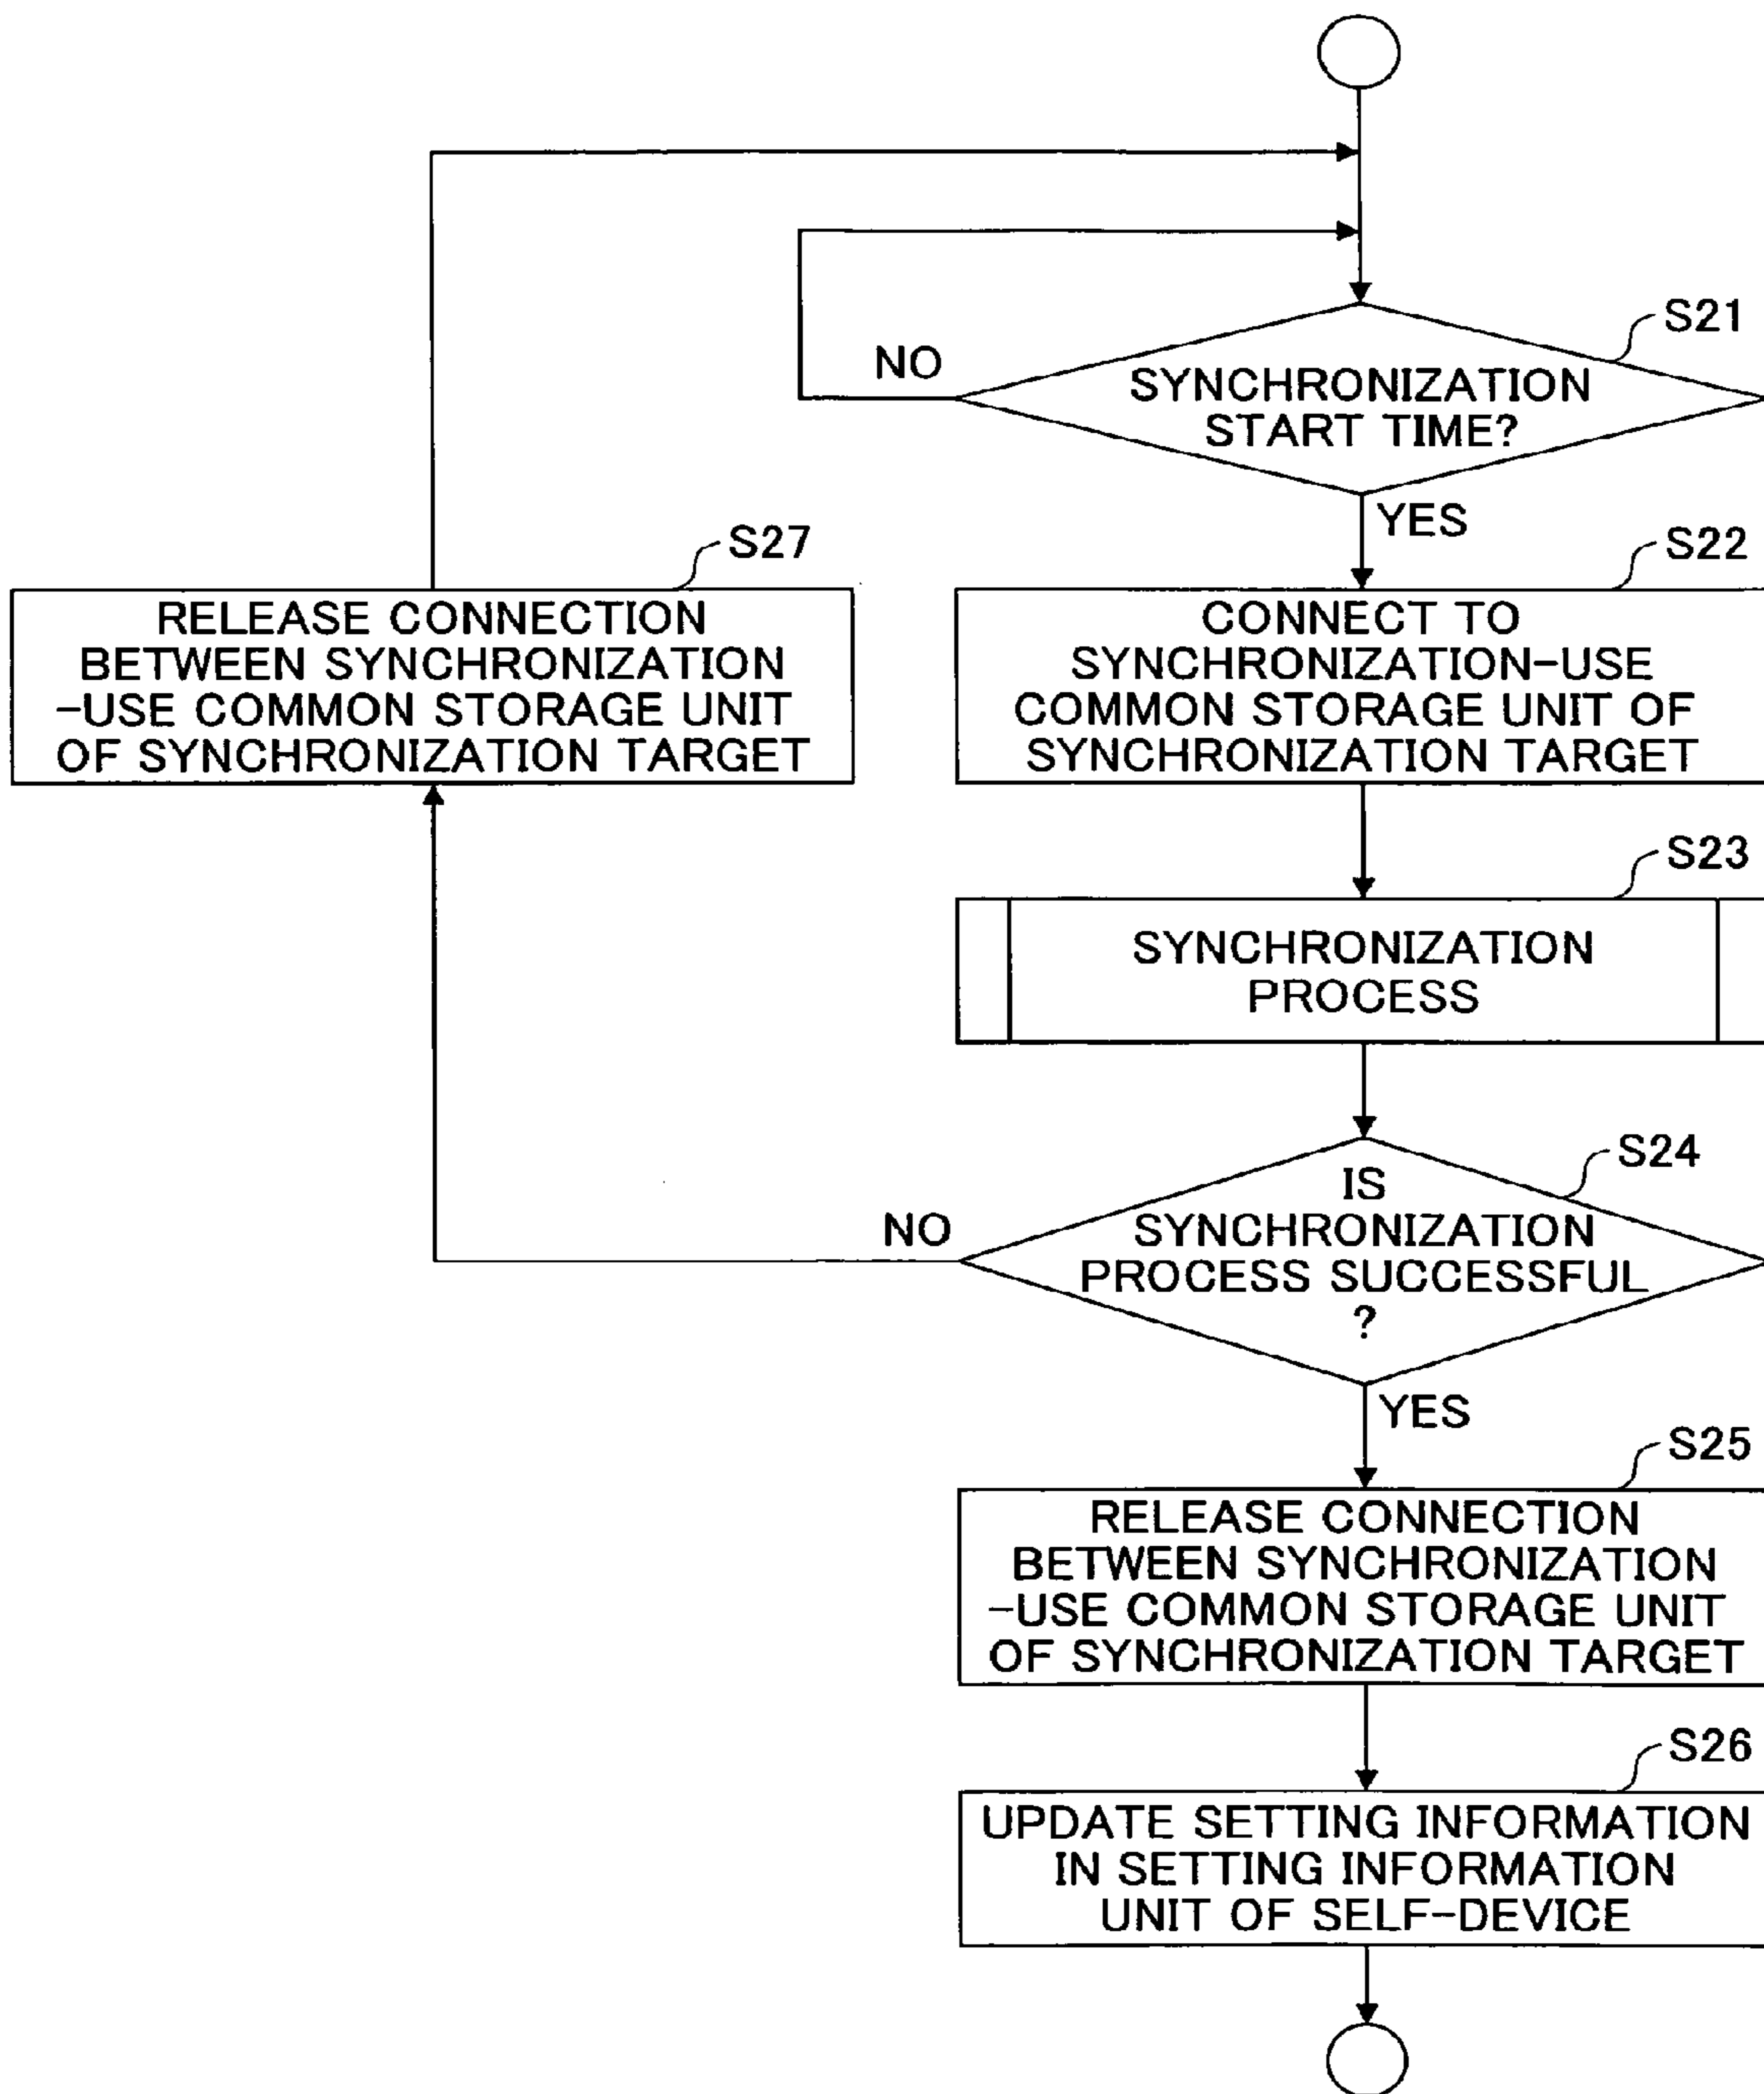 S21
NO
SYNCHRONIZATION
START TIME?
YES
S27
RELEASE CONNECTION
BETWEEN SYNCHRONIZATION
-USE COMMON STORAGE UNIT
OF SYNCHRONIZATION TARGET
S22
CONNECT TO
SYNCHRONIZATION-USE
COMMON STORAGE UNIT OF
SYNCHRONIZATION TARGET
S23
SYNCHRONIZATION
PROCESS
S24
NO
IS
SYNCHRONIZATION
PROCESS SUCCESSFUL
?
YES
S25
RELEASE CONNECTION
BETWEEN SYNCHRONIZATION
-USE COMMON STORAGE UNIT
OF SYNCHRONIZATION TARGET
S26
UPDATE SETTING INFORMATION
IN SETTING INFORMATION
UNIT OF SELF-DEVICE